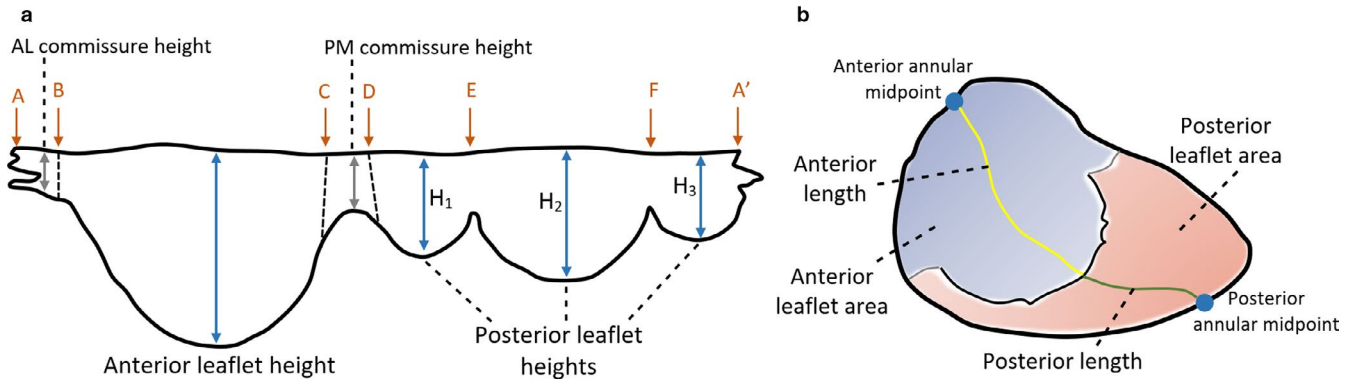 a
AL commissure height
PM commissure height
A
B
C
D
E
F
A’
H1
H2
H3
Anterior leaflet height
Posterior leaflet
heights
b
Anterior annular
midpoint
Posterior
leaflet area
Anterior
length
Anterior
leaflet area
Posterior
annular midpoint
Posterior length